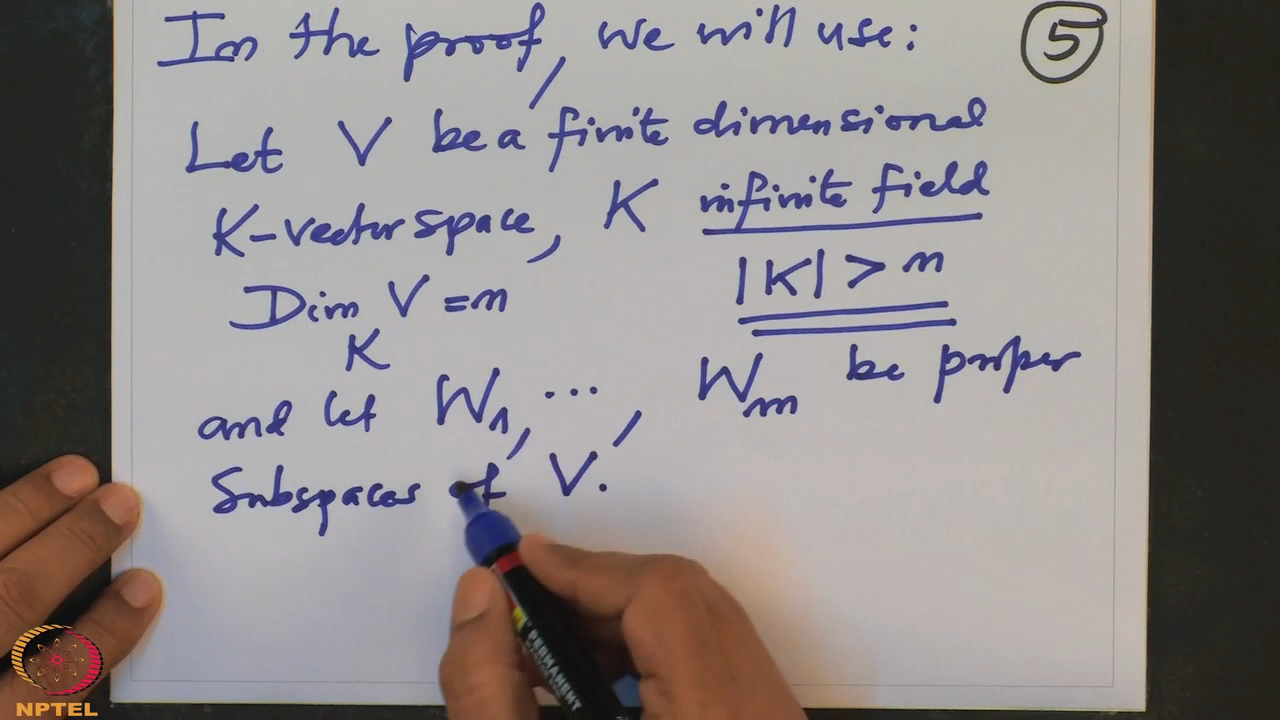 In the proof, we will use:
5
Let V be a finite dimensional
K-vector space, K infinite field
Dim V = n |K| > n
K
and let W1, ..., Wm be proper
Subspaces of V.
PERMANENT
NPTEL